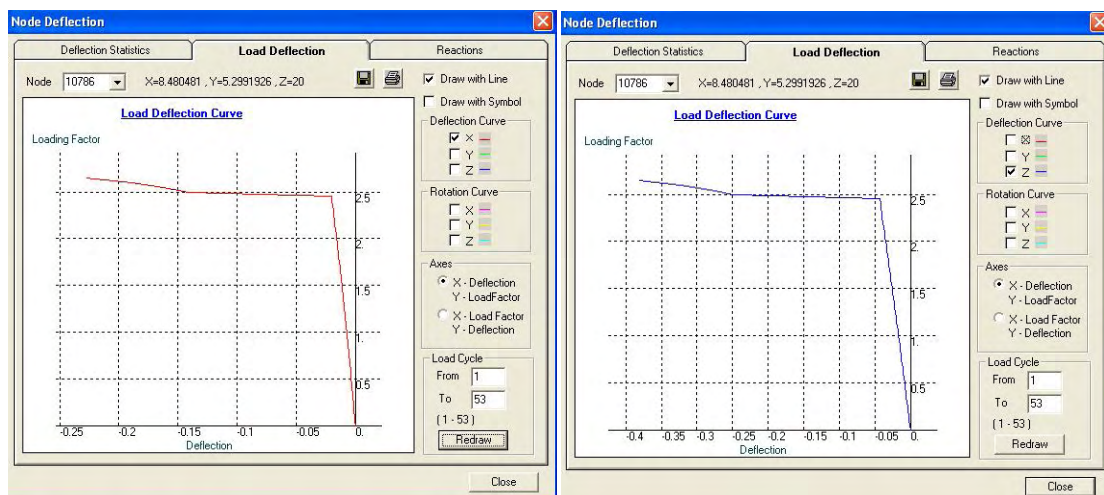 Node Deflection
Deflection Statistics
Load Deflection
Reactions
Node
10786
X=8.480481 , Y=5.2991926 , Z=20
Draw with Line
Draw with Symbol
Load Deflection Curve
Loading Factor
2.5
2.
1.5
1.
0.5
-0.25 -0.2 -0.15 -0.1 -0.05 0.
Deflection
Deflection Curve
X
Y
Z
Rotation Curve
X
Y
Z
Axes
X - Deflection
Y - LoadFactor
X - Load Factor
Y - Deflection
Load Cycle
From 1
To 53
( 1 - 53 )
Redraw
Close
Node Deflection
Deflection Statistics
Load Deflection
Reactions
Node
10786
X=8.480481 , Y=5.2991926 , Z=20
Draw with Line
Draw with Symbol
Load Deflection Curve
Loading Factor
2.5
2.
1.5
1.
0.5
-0.4 -0.35 -0.3 -0.25 -0.2 -0.15 -0.1 -0.05 0.
Deflection
Deflection Curve
X
Y
Z
Rotation Curve
X
Y
Z
Axes
X - Deflection
Y - LoadFactor
X - Load Factor
Y - Deflection
Load Cycle
From 1
To 53
( 1 - 53 )
Redraw
Close